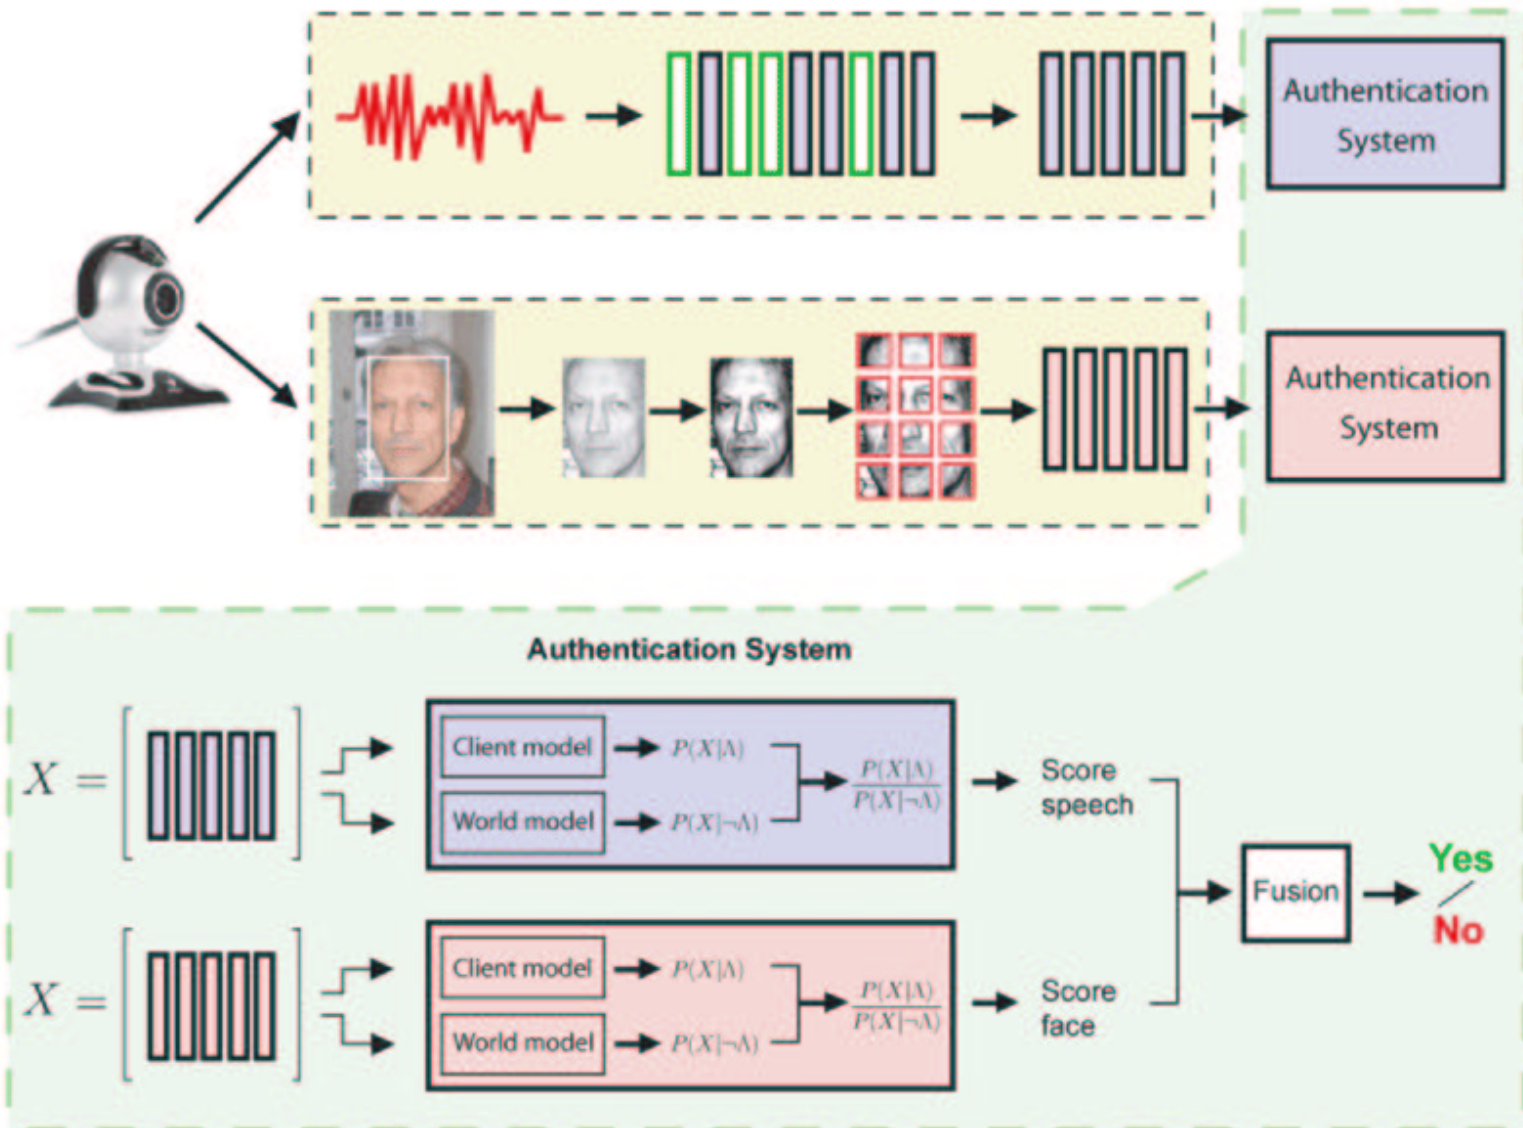 Authentication
System
Authentication
System
Authentication System
X =
Client model
P(X|Λ)
World model
P(X|¬Λ)
P(X|Λ)
P(X|¬Λ)
Score
speech
X =
Client model
P(X|Λ)
World model
P(X|¬Λ)
P(X|Λ)
P(X|¬Λ)
Score
face
Fusion
Yes
/
No